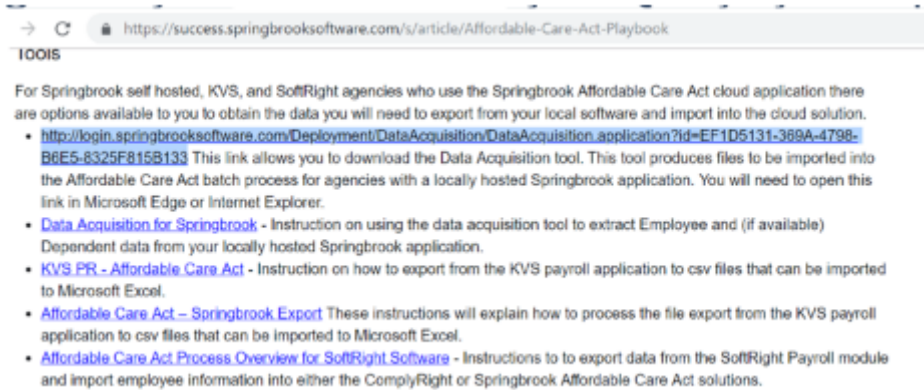 https://success.springbrooksoftware.com/s/article/Affordable-Care-Act-Playbook
Tools
For Springbrook self hosted, KVS, and SoftRight agencies who use the Springbrook Affordable Care Act cloud application there
are options available to you to obtain the data you will need to export from your local software and import into the cloud solution.
• http://login.springbrooksoftware.com/Deployment/DataAcquisition/DataAcquisition.application?id=EF1D5131-369A-4798-
B6E5-8325F815B133 This link allows you to download the Data Acquisition tool. This tool produces files to be imported into
the Affordable Care Act batch process for agencies with a locally hosted Springbrook application. You will need to open this
link in Microsoft Edge or Internet Explorer.
• Data Acquisition for Springbrook - Instruction on using the data acquisition tool to extract Employee and (if available)
Dependent data from your locally hosted Springbrook application.
• KVS PR - Affordable Care Act - Instruction on how to export from the KVS payroll application to csv files that can be imported
to Microsoft Excel.
• Affordable Care Act – Springbrook Export These instructions will explain how to process the file export from the KVS payroll
application to csv files that can be imported to Microsoft Excel.
• Affordable Care Act Process Overview for SoftRight Software - Instructions to to export data from the SoftRight Payroll module
and import employee information into either the ComplyRight or Springbrook Affordable Care Act solutions.